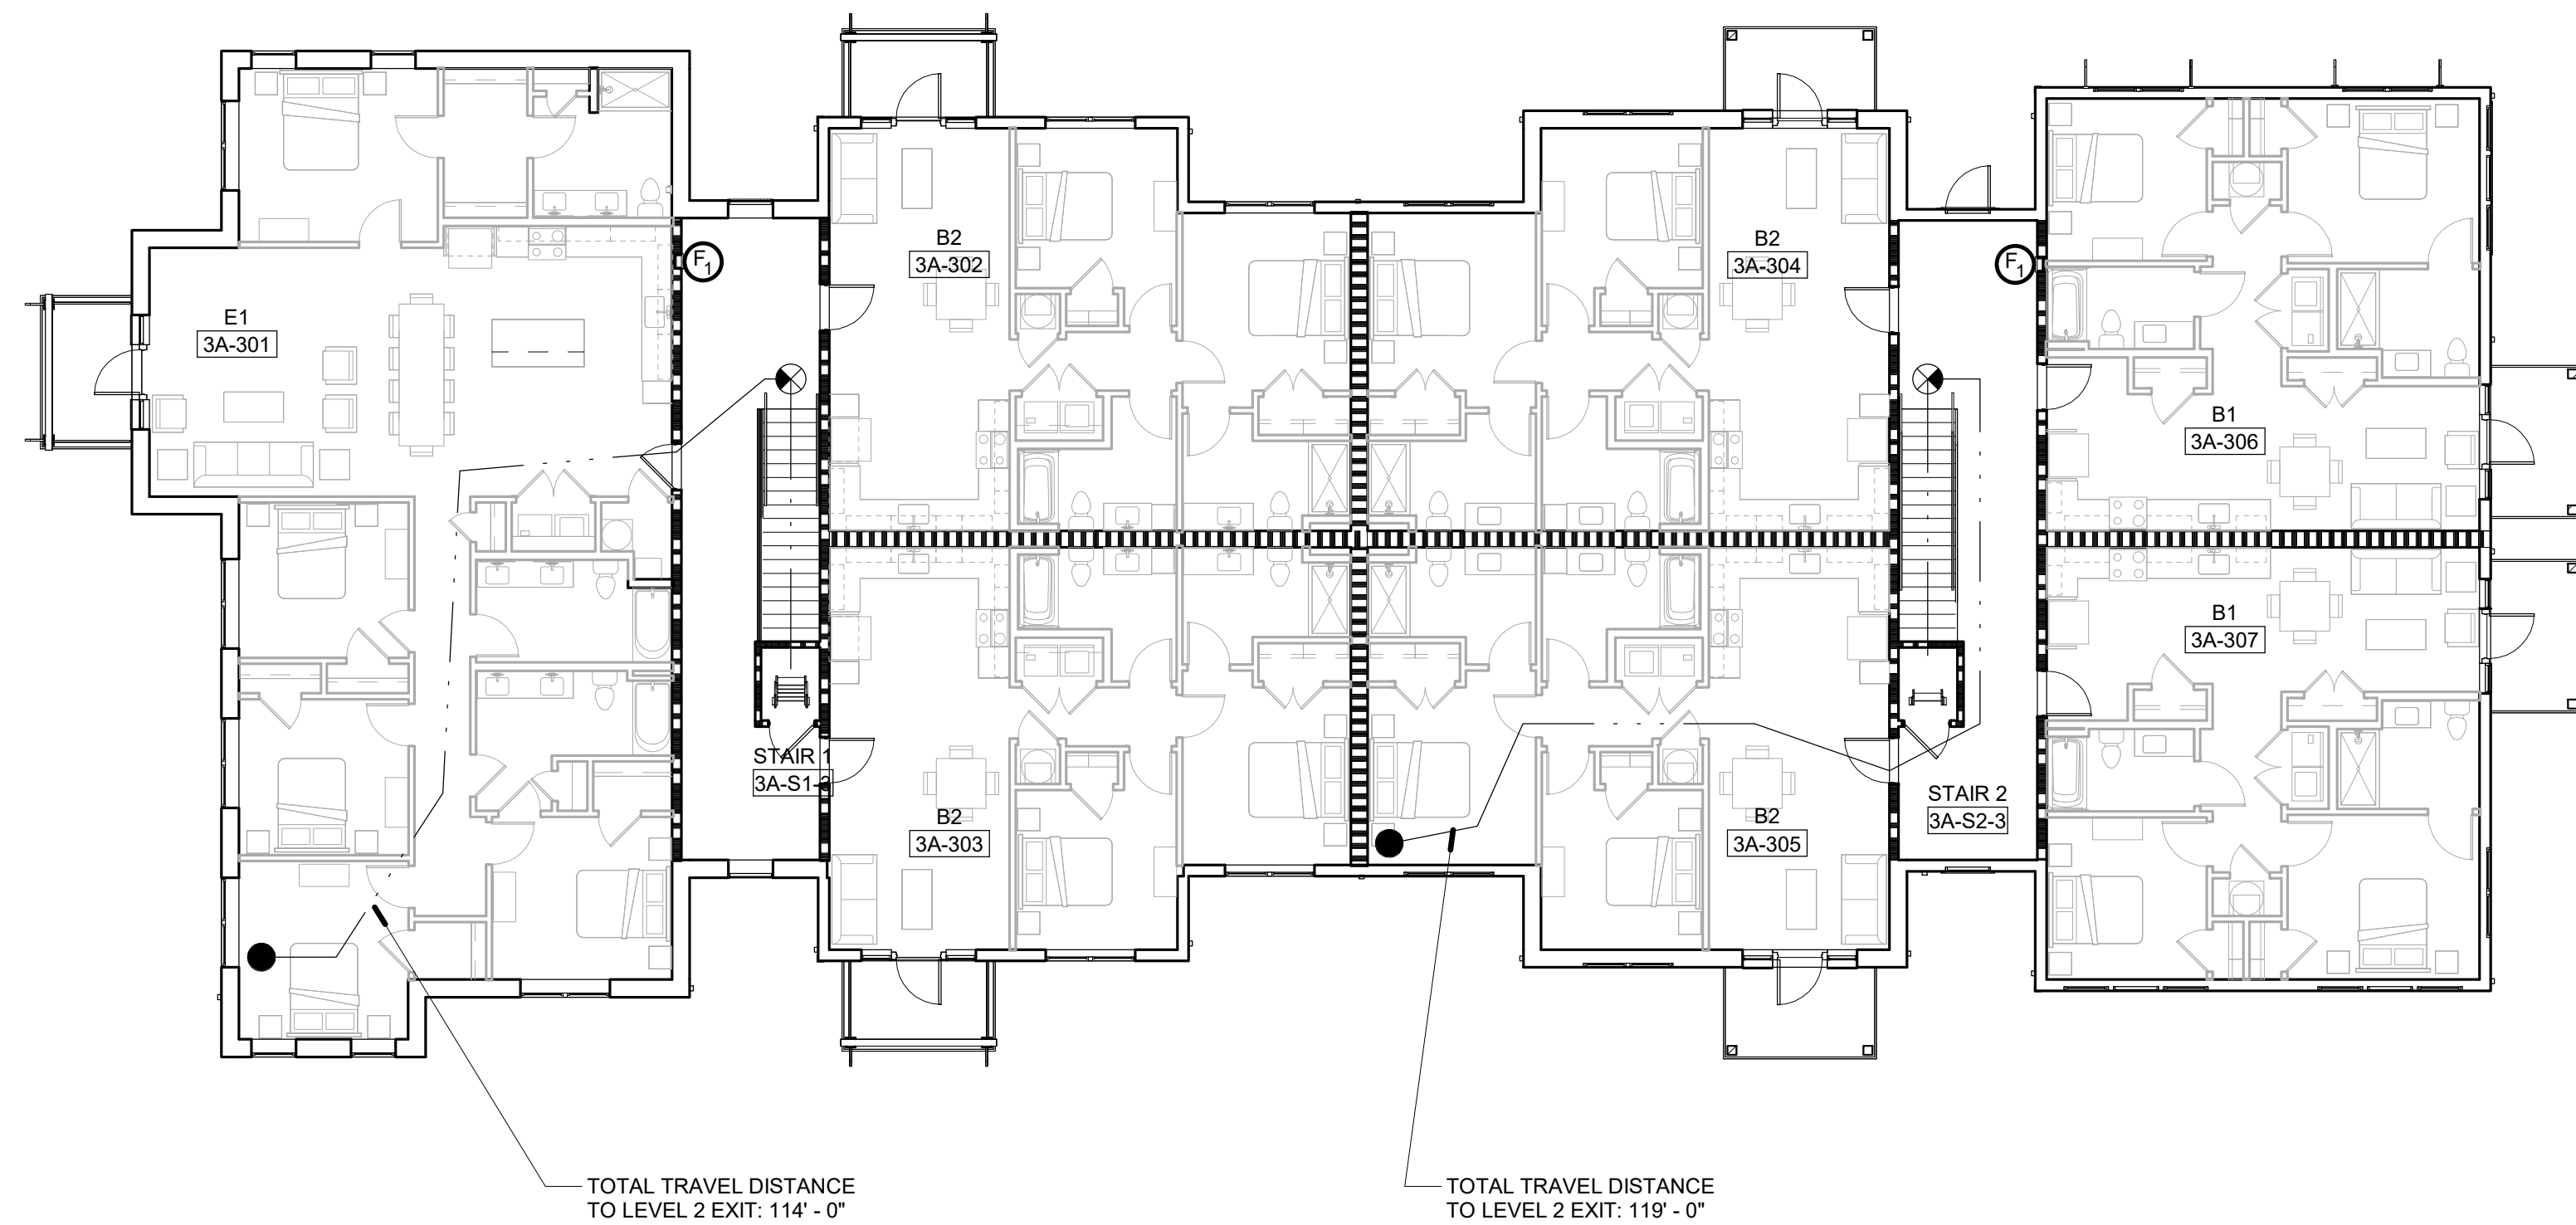 B2
3A-302
B2
3A-304
F1
F1
E1
3A-301
B1
3A-306
B1
3A-307
STAIR 1
3A-S1-3
STAIR 2
3A-S2-3
B2
3A-303
B2
3A-305
TOTAL TRAVEL DISTANCE
TO LEVEL 2 EXIT: 114' - 0"
TOTAL TRAVEL DISTANCE
TO LEVEL 2 EXIT: 119' - 0"